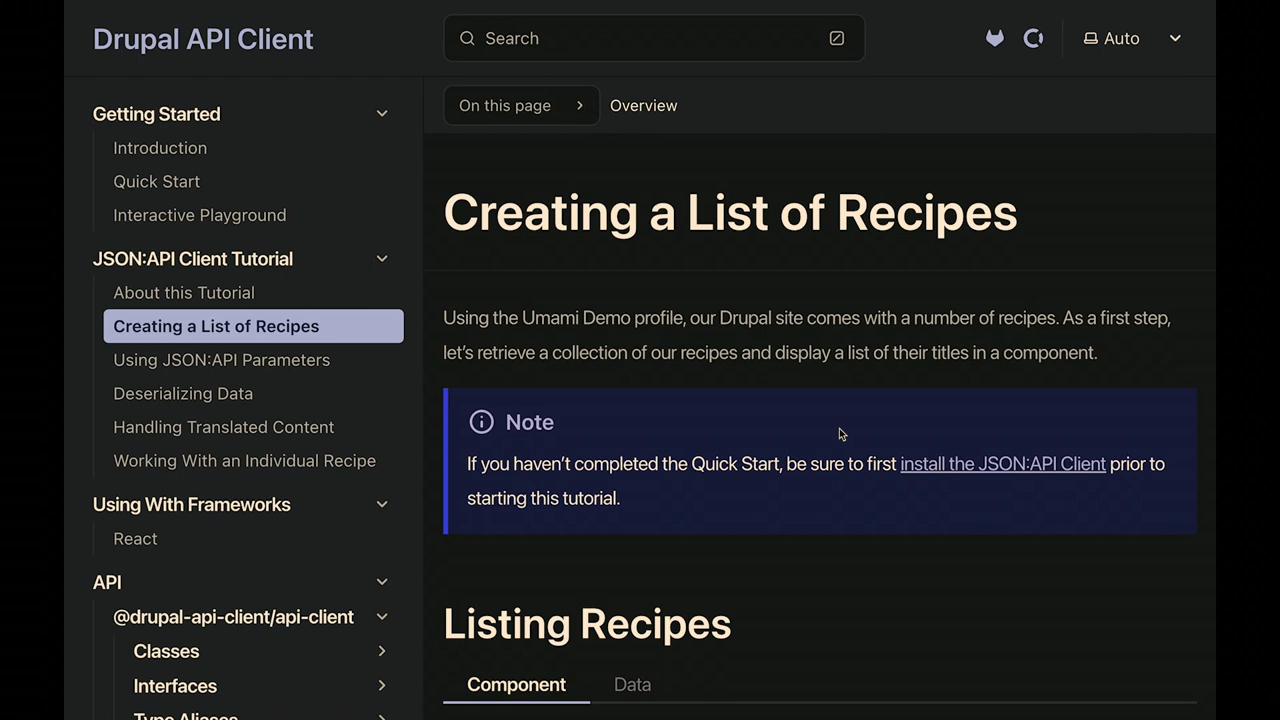 Drupal API Client
Search
Auto
Getting Started
Introduction
Quick Start
Interactive Playground
JSON:API Client Tutorial
About this Tutorial
Creating a List of Recipes
Using JSON:API Parameters
Deserializing Data
Handling Translated Content
Working With an Individual Recipe
Using With Frameworks
React
API
@drupal-api-client/api-client
Classes
Interfaces
Type Aliases
On this page
Overview
Creating a List of Recipes
Using the Umami Demo profile, our Drupal site comes with a number of recipes. As a first step,
let’s retrieve a collection of our recipes and display a list of their titles in a component.
Note
If you haven’t completed the Quick Start, be sure to first install the JSON:API Client prior to
starting this tutorial.
Listing Recipes
Component
Data